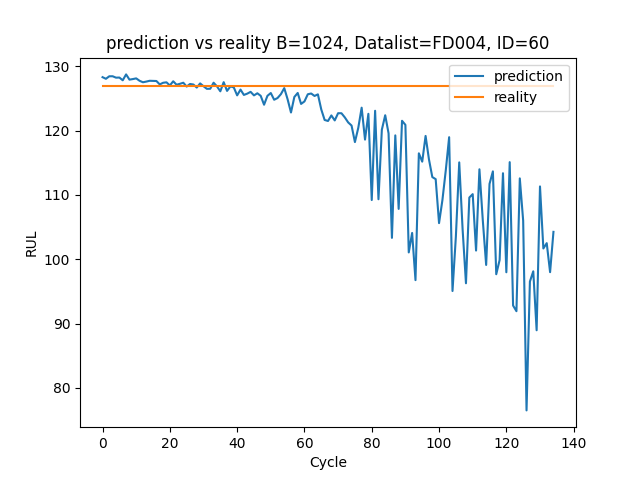 prediction vs reality B=1024, Datalist=FD004, ID=60
prediction
reality
RUL
130
120
110
100
90
80
0 20 40 60 80 100 120 140
Cycle